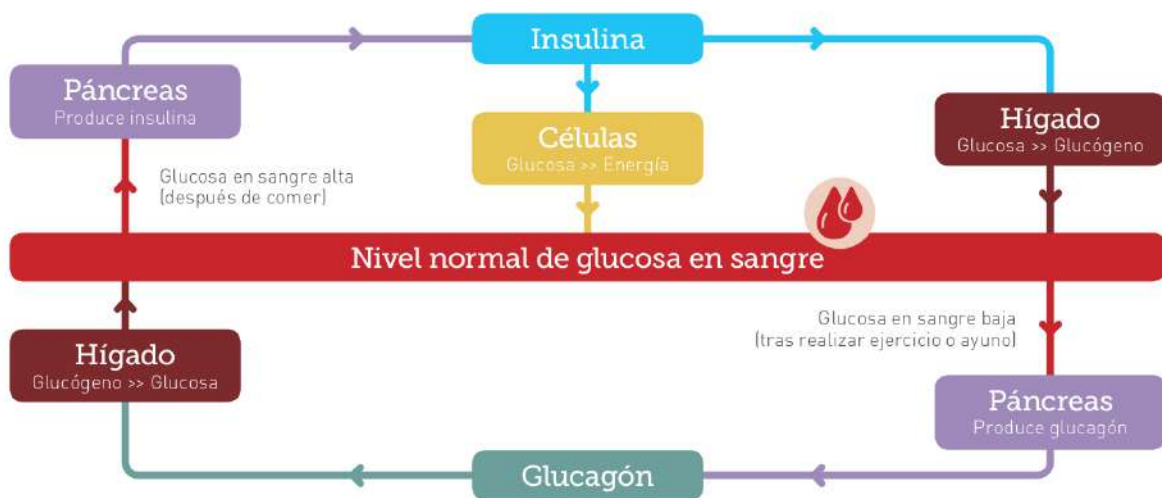 Insulina
Páncreas
Produce insulina
Células
Glucosa >> Energía
Hígado
Glucosa >> Glucógeno
Glucosa en sangre alta
(después de comer)
Nivel normal de glucosa en sangre
Glucosa en sangre baja
(tras realizar ejercicio o ayuno)
Hígado
Glucógeno >> Glucosa
Páncreas
Produce glucagón
Glucagón